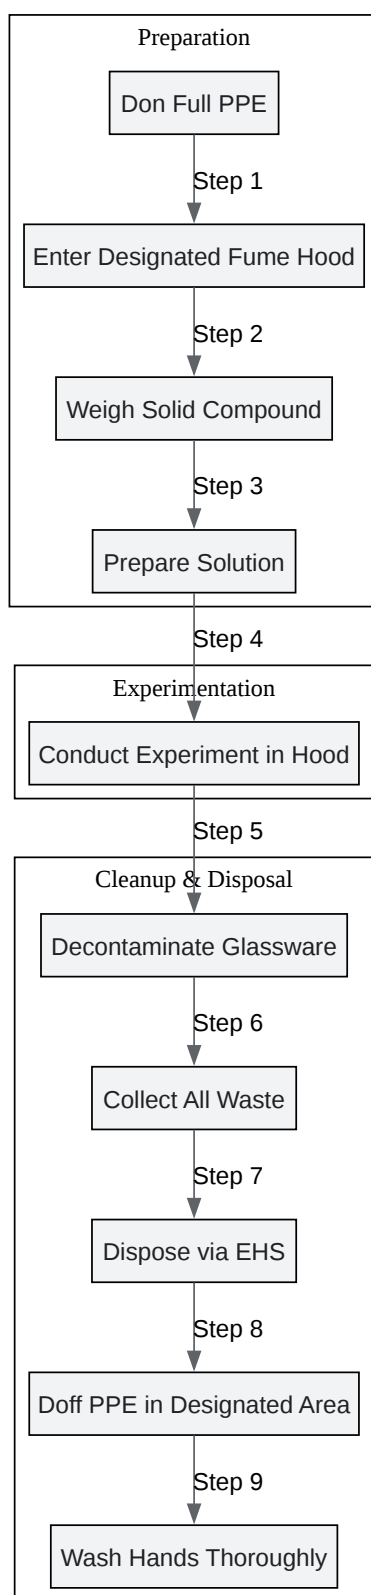 Preparation
Don Full PPE
Step 1
Enter Designated Fume Hood
Step 2
Weigh Solid Compound
Step 3
Prepare Solution
Step 4
Experimentation
Conduct Experiment in Hood
Step 5
Cleanup & Disposal
Decontaminate Glassware
Step 6
Collect All Waste
Step 7
Dispose via EHS
Step 8
Doff PPE in Designated Area
Step 9
Wash Hands Thoroughly